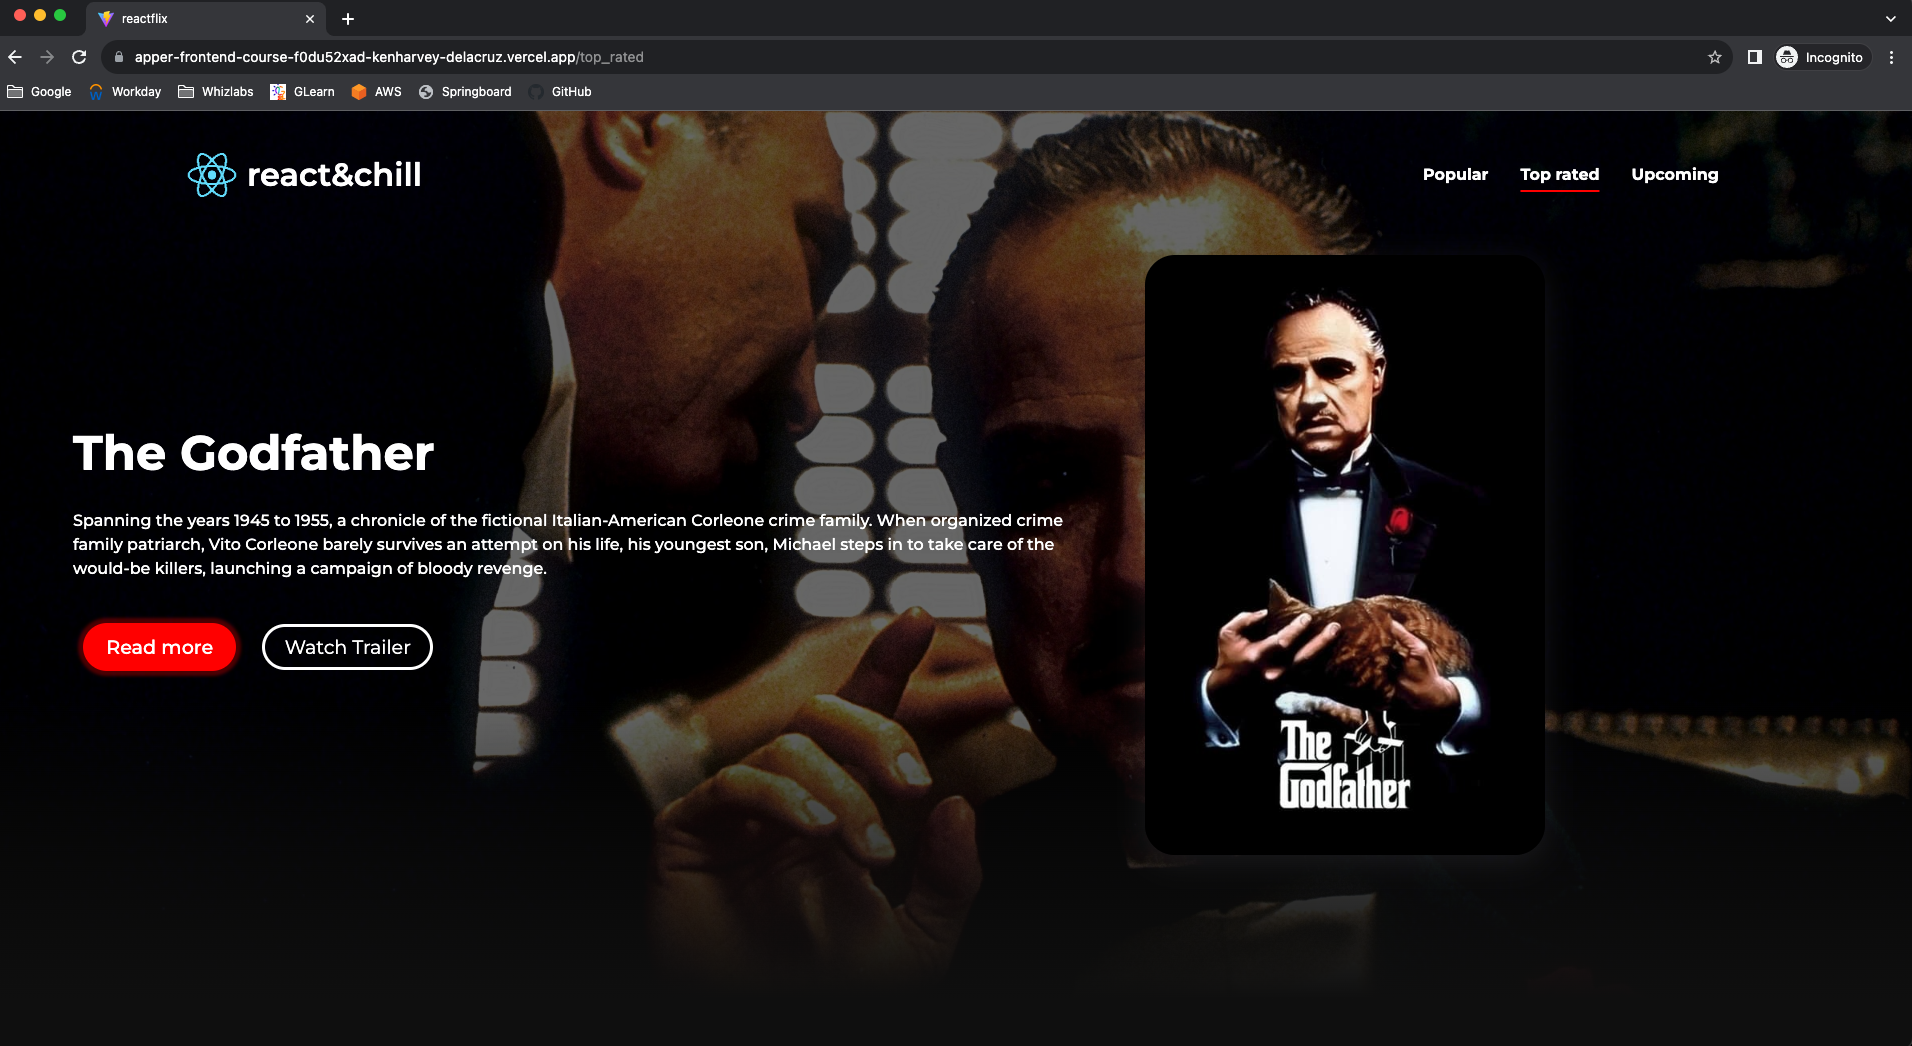 reactflix
apper-frontend-course-f0du52xad-kenharvey-delacruz.vercel.app/top_rated
Incognito
Google Workday Whizlabs GLearn AWS Springboard GitHub
react&chill
Popular Top rated Upcoming
The Godfather
Spanning the years 1945 to 1955, a chronicle of the fictional Italian-American Corleone crime family. When organized crime
family patriarch, Vito Corleone barely survives an attempt on his life, his youngest son, Michael steps in to take care of the
would-be killers, launching a campaign of bloody revenge.
Read more Watch Trailer
The
Godfather